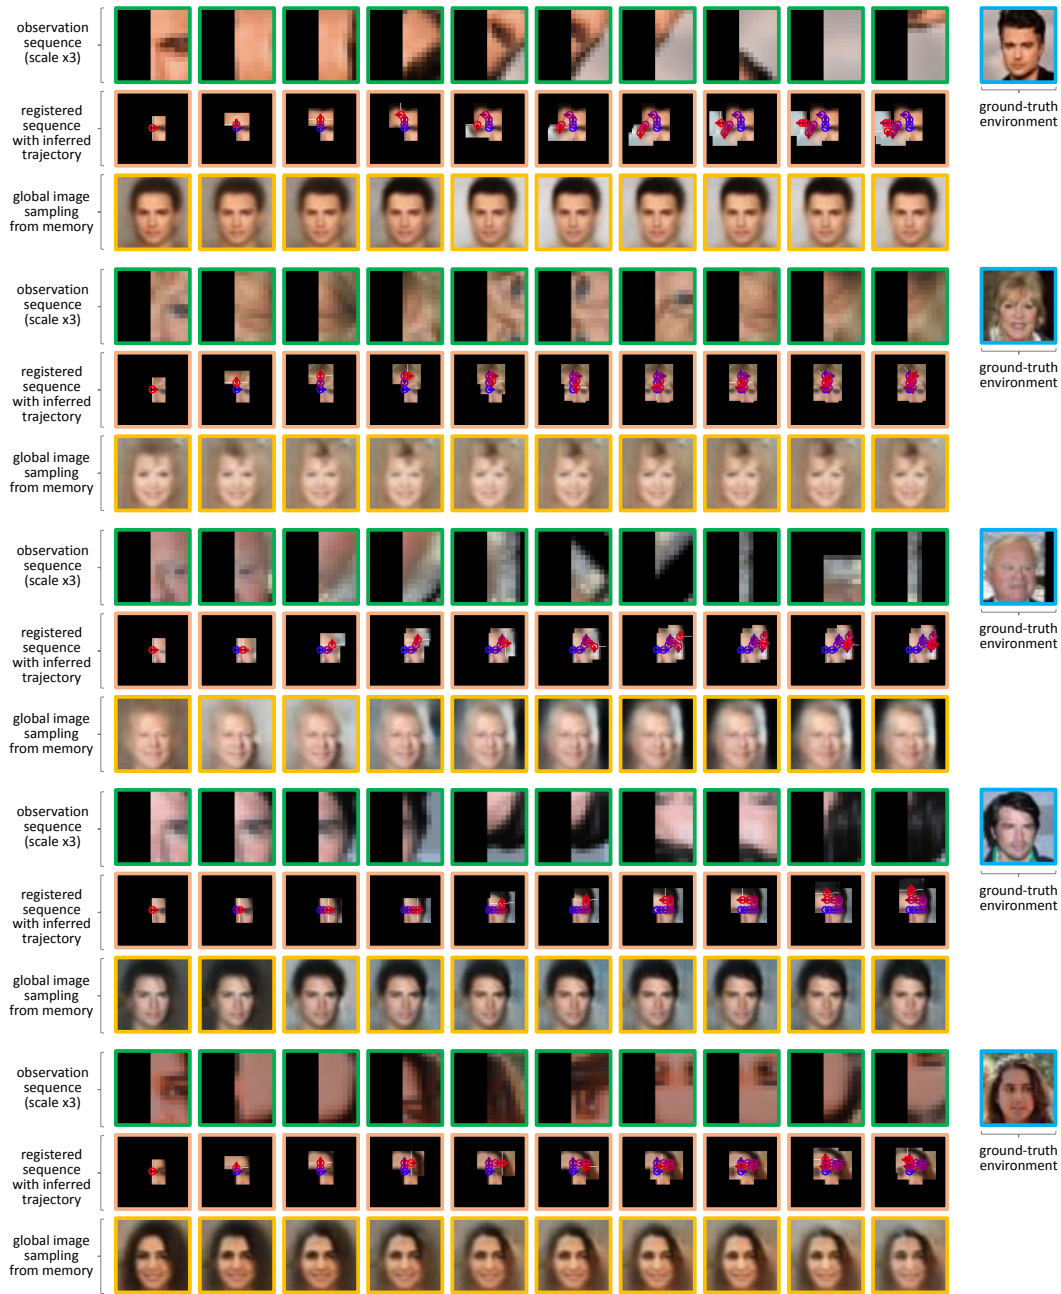 observation
sequence
(scale x3)
registered
sequence
with inferred
trajectory
ground-truth
environment
global image
sampling
from memory
observation
sequence
(scale x3)
registered
sequence
with inferred
trajectory
ground-truth
environment
global image
sampling
from memory
observation
sequence
(scale x3)
registered
sequence
with inferred
trajectory
ground-truth
environment
global image
sampling
from memory
observation
sequence
(scale x3)
registered
sequence
with inferred
trajectory
ground-truth
environment
global image
sampling
from memory
observation
sequence
(scale x3)
registered
sequence
with inferred
trajectory
ground-truth
environment
global image
sampling
from memory